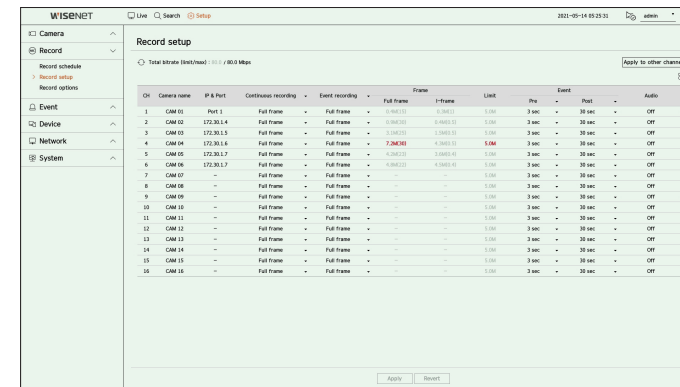 WISENET
Live Search Setup 2021-05-14 05:25:31 admin
Camera
Record
Record schedule
Record setup
Record options
Event
Device
Network
System
Record setup
Total bitrate (limit/max) : 80.0 / 80.0 Mbps
Apply to other channe
CH Camera name IP & Port Continuous recording Event recording Frame Limit Event Audio
Full frame I-frame Pre Post
1 CAM 01 Port 1 Full frame Full frame 5.0M 3 sec 30 sec Off
2 CAM 02 172.30.1.4 Full frame Full frame 5.0M 3 sec 30 sec Off
3 CAM 03 172.30.1.5 Full frame Full frame 5.0M 3 sec 30 sec Off
4 CAM 04 172.30.1.6 Full frame Full frame 7.2M(30) 5.0M 3 sec 30 sec Off
5 CAM 05 172.30.1.7 Full frame Full frame 5.0M 3 sec 30 sec Off
6 CAM 06 172.30.1.7 Full frame Full frame 5.0M 3 sec 30 sec Off
7 CAM 07 - Full frame Full frame - - 5.0M 3 sec 30 sec Off
8 CAM 08 - Full frame Full frame - - 5.0M 3 sec 30 sec Off
9 CAM 09 - Full frame Full frame - - 5.0M 3 sec 30 sec Off
10 CAM 10 - Full frame Full frame - - 5.0M 3 sec 30 sec Off
11 CAM 11 - Full frame Full frame - - 5.0M 3 sec 30 sec Off
12 CAM 12 - Full frame Full frame - - 5.0M 3 sec 30 sec Off
13 CAM 13 - Full frame Full frame - - 5.0M 3 sec 30 sec Off
14 CAM 14 - Full frame Full frame - - 5.0M 3 sec 30 sec Off
15 CAM 15 - Full frame Full frame - - 5.0M 3 sec 30 sec Off
16 CAM 16 - Full frame Full frame - - 5.0M 3 sec 30 sec Off
Apply Revert